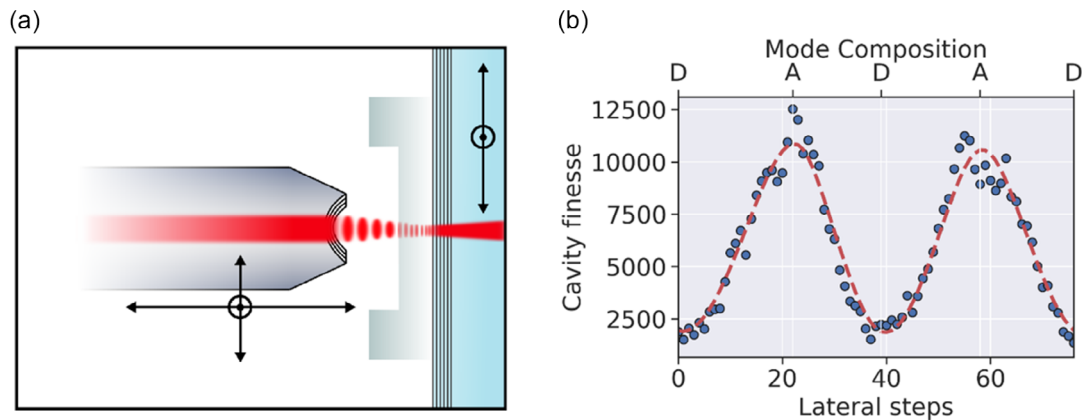 (a)
(b)
Mode Composition
D A D A D
12500
10000
7500
5000
2500
Cavity finesse
0 20 40 60
Lateral steps